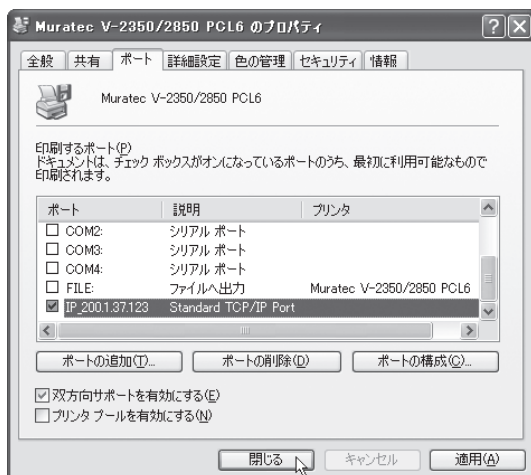 Muratec V-2350/2850 PCL6 のプロパティ
全般 共有 ポート 詳細設定 色の管理 セキュリティ 情報
Muratec V-2350/2850 PCL6
印刷するポート(P)
ドキュメントは、チェック ボックスがオンになっているポートのうち、最初に利用可能なもので
印刷されます。
ポート 説明 プリンタ
COM2: シリアル ポート
COM3: シリアル ポート
COM4: シリアル ポート
FILE: ファイルへ出力 Muratec V-2350/2850 PCL6
IP_200.1.37.123 Standard TCP/IP Port
ポートの追加(T)... ポートの削除(D) ポートの構成(C)...
双方向サポートを有効にする(E)
プリンタ プールを有効にする(N)
閉じる キャンセル 適用(A)